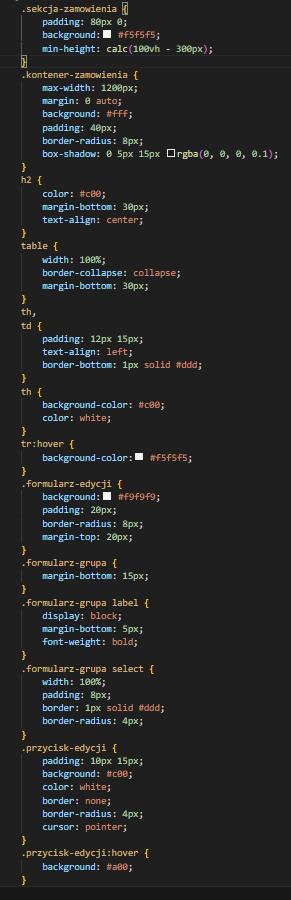 .sekcja-zamowienia {
    padding: 80px 0;
    background: #f5f5f5;
    min-height: calc(100vh - 300px);
}
.kontener-zamowienia {
    max-width: 1200px;
    margin: 0 auto;
    background: #fff;
    padding: 40px;
    border-radius: 8px;
    box-shadow: 0 5px 15px rgba(0, 0, 0, 0.1);
}
h2 {
    color: #c00;
    margin-bottom: 30px;
    text-align: center;
}
table {
    width: 100%;
    border-collapse: collapse;
    margin-bottom: 30px;
}
th,
td {
    padding: 12px 15px;
    text-align: left;
    border-bottom: 1px solid #ddd;
}
th {
    background-color: #c00;
    color: white;
}
tr:hover {
    background-color: #f5f5f5;
}
.formularz-edycji {
    background: #f9f9f9;
    padding: 20px;
    border-radius: 8px;
    margin-top: 20px;
}
.formularz-grupa {
    margin-bottom: 15px;
}
.formularz-grupa label {
    display: block;
    margin-bottom: 5px;
    font-weight: bold;
}
.formularz-grupa select {
    width: 100%;
    padding: 8px;
    border: 1px solid #ddd;
    border-radius: 4px;
}
.przycisk-edycji {
    padding: 10px 15px;
    background: #c00;
    color: white;
    border: none;
    border-radius: 4px;
    cursor: pointer;
}
.przycisk-edycji:hover {
    background: #a00;
}